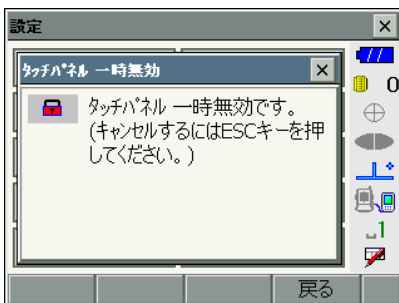 設定
ﾀｯﾁﾊﾟﾈﾙ 一時無効
ﾀｯﾁﾊﾟﾈﾙ 一時無効です。
(ｷｬﾝｾﾙするにはESCキーを押
してください。)
0
1
戻る